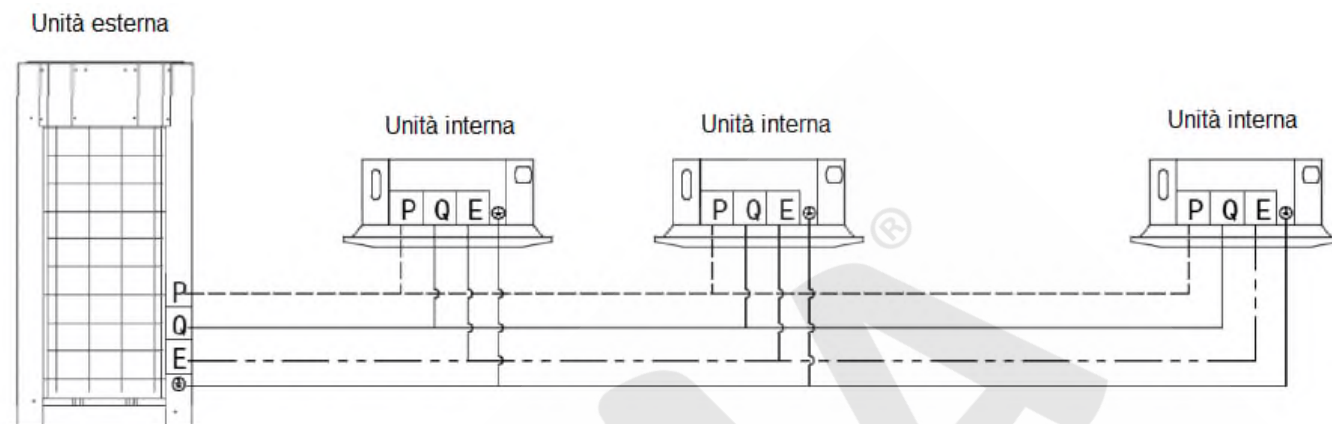 Unità esterna
Unità interna
Unità interna
Unità interna
P Q E
P Q E
P Q E
®
P
Q
E